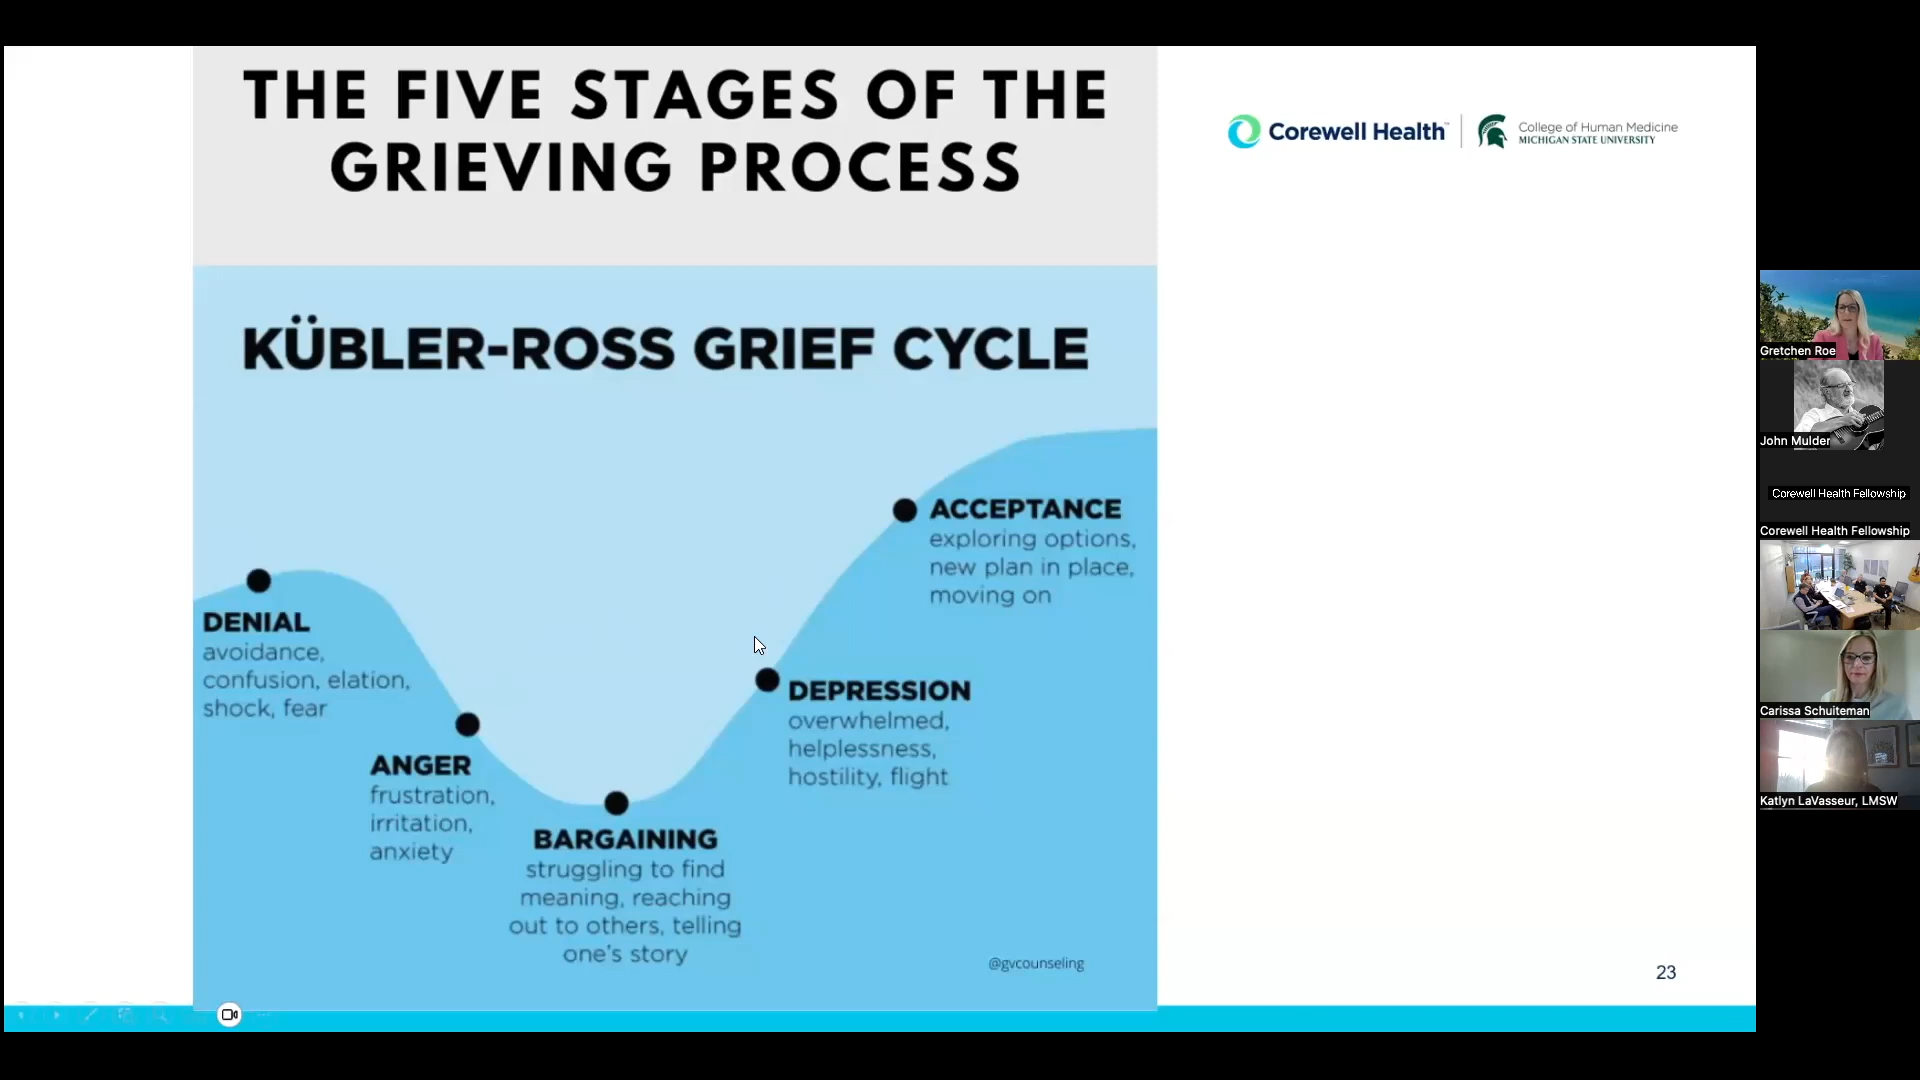 THE FIVE STAGES OF THE
GRIEVING PROCESS
KÜBLER-ROSS GRIEF CYCLE
DENIAL
avoidance,
confusion, elation,
shock, fear
ANGER
frustration,
irritation,
anxiety
BARGAINING
struggling to find
meaning, reaching
out to others, telling
one's story
DEPRESSION
overwhelmed,
helplessness,
hostility, flight
ACCEPTANCE
exploring options,
new plan in place,
moving on
@gvcounseling
Corewell Health™
College of Human Medicine
MICHIGAN STATE UNIVERSITY
23
Gretchen Roe
John Mulder
Corewell Health Fellowship
Corewell Health Fellowship
Carissa Schuiteman
Katlyn LaVasseur, LMSW